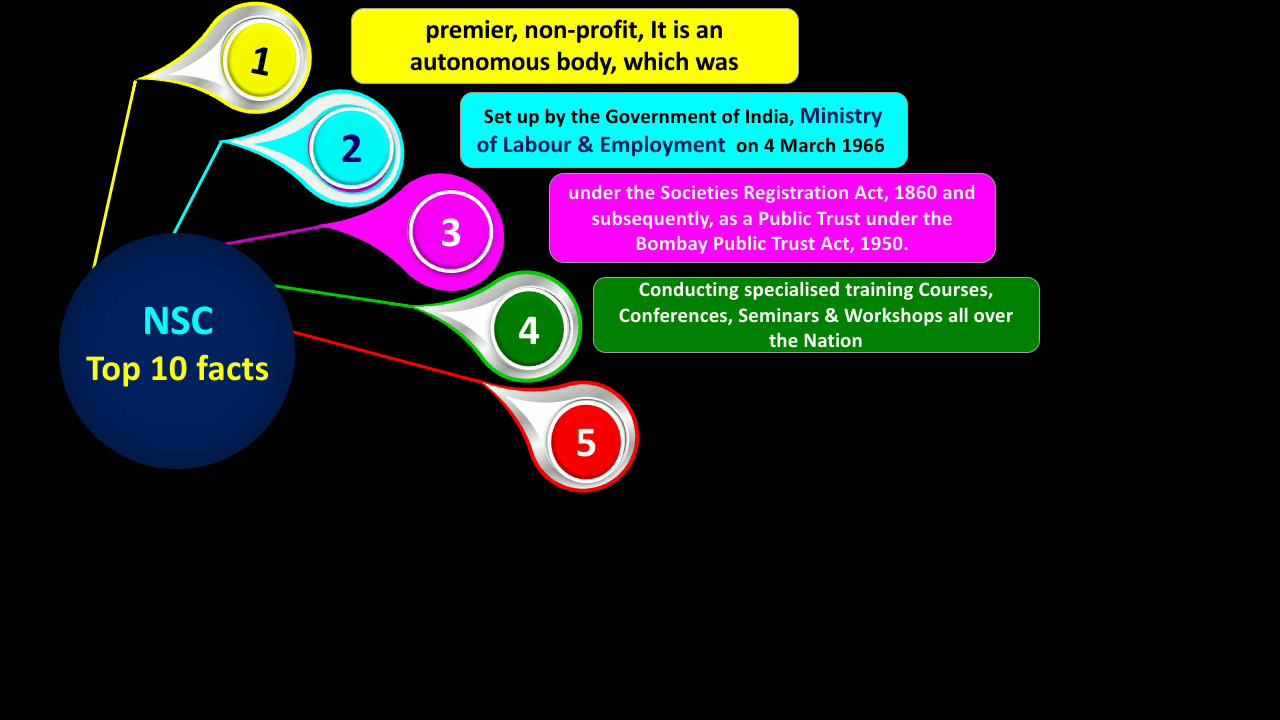 1
premier, non-profit, It is an
autonomous body, which was
2
Set up by the Government of India, Ministry
of Labour & Employment on 4 March 1966
3
under the Societies Registration Act, 1860 and
subsequently, as a Public Trust under the
Bombay Public Trust Act, 1950.
4
Conducting specialised training Courses,
Conferences, Seminars & Workshops all over
the Nation
5
NSC
Top 10 facts